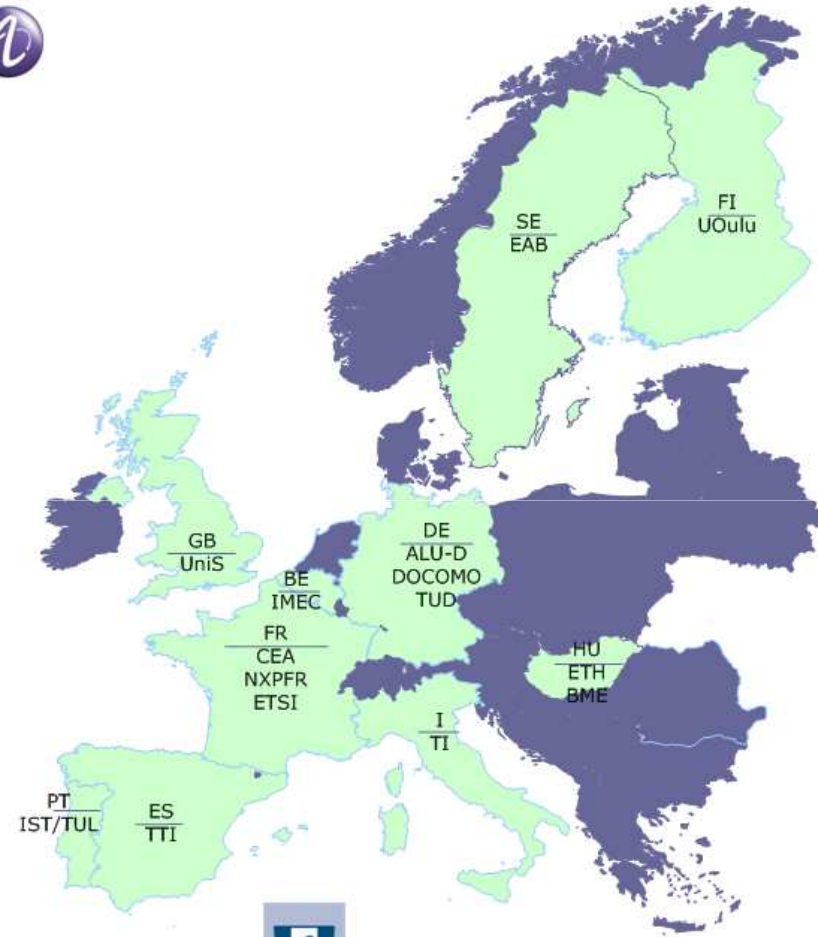 FI
UOulu
SE
EAB
GB
UniS
DE
ALU-D
DOCOMO
TUD
BE
IMEC
FR
CEA
NXPFR
ETSI
HU
ETH
BME
I
TI
PT
IST/TUL
ES
TTI